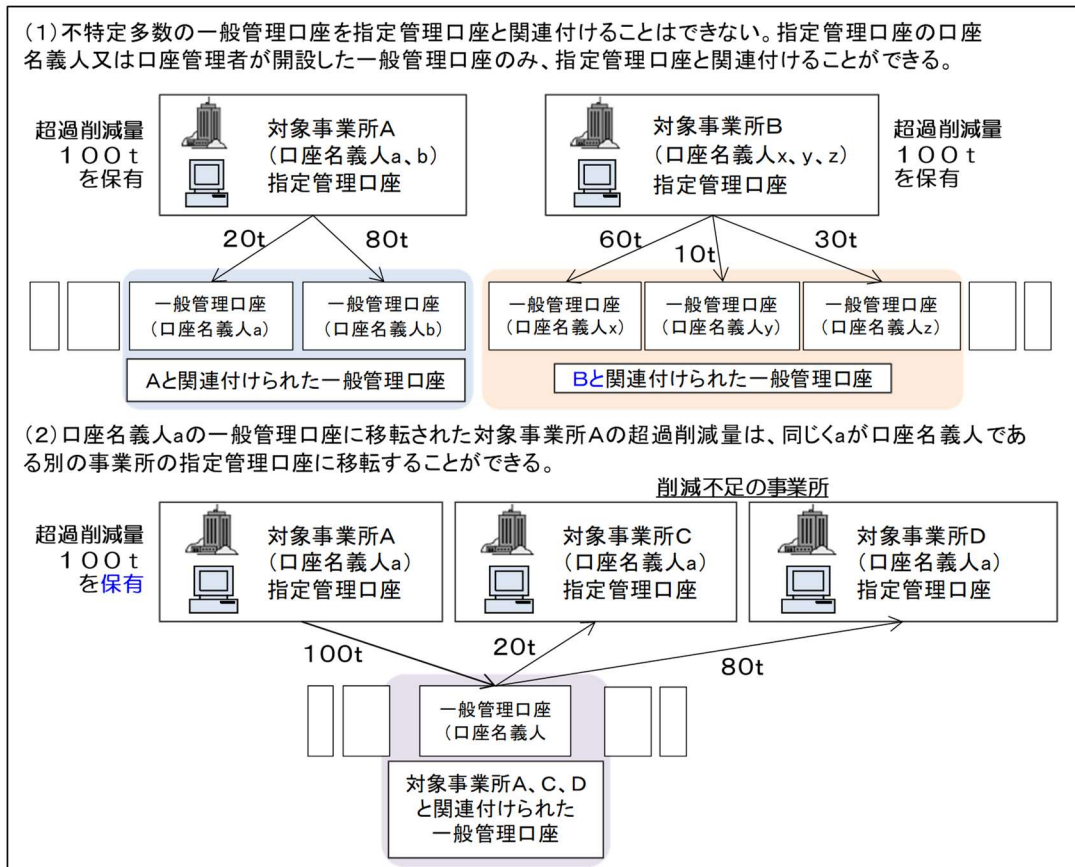 (1)不特定多数の一般管理口座を指定管理口座と関連付けることはできない。指定管理口座の口座
名義人又は口座管理者が開設した一般管理口座のみ、指定管理口座と関連付けることができる。
超過削減量
100t
を保有
対象事業所A
(口座名義人a、b)
指定管理口座
対象事業所B
(口座名義人x、y、z)
指定管理口座
超過削減量
100t
を保有
20t
80t
60t
10t
30t
一般管理口座
(口座名義人a)
一般管理口座
(口座名義人b)
一般管理口座
(口座名義人x)
一般管理口座
(口座名義人y)
一般管理口座
(口座名義人z)
Aと関連付けられた一般管理口座
Bと関連付けられた一般管理口座
(2)口座名義人aの一般管理口座に移転された対象事業所Aの超過削減量は、同じくaが口座名義人であ
る別の事業所の指定管理口座に移転することができる。
削減不足の事業所
超過削減量
100t
を保有
対象事業所A
(口座名義人a)
指定管理口座
対象事業所C
(口座名義人a)
指定管理口座
対象事業所D
(口座名義人a)
指定管理口座
100t
20t
80t
一般管理口座
(口座名義人
対象事業所A、C、D
と関連付けられた
一般管理口座